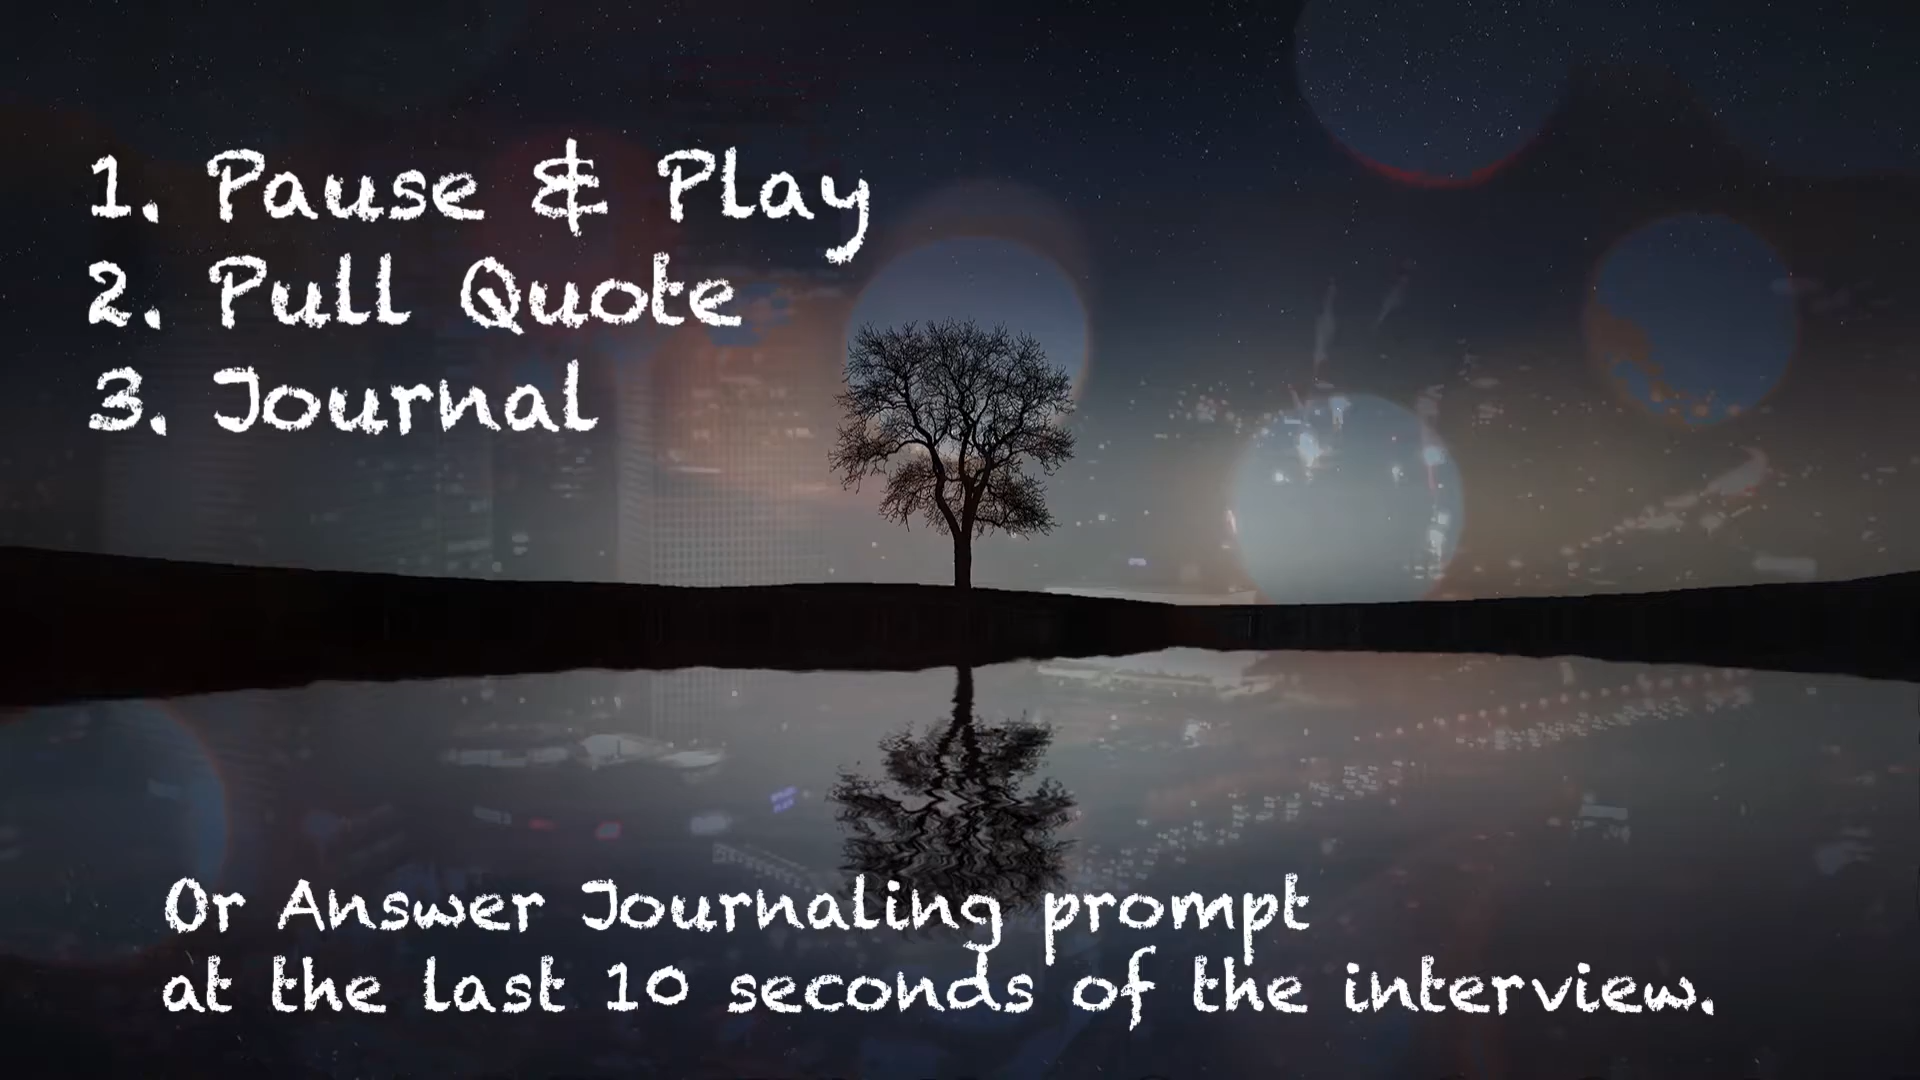 1. Pause & Play
2. Pull Quote
3. Journal
Or Answer Journaling prompt
at the last 10 seconds of the interview.